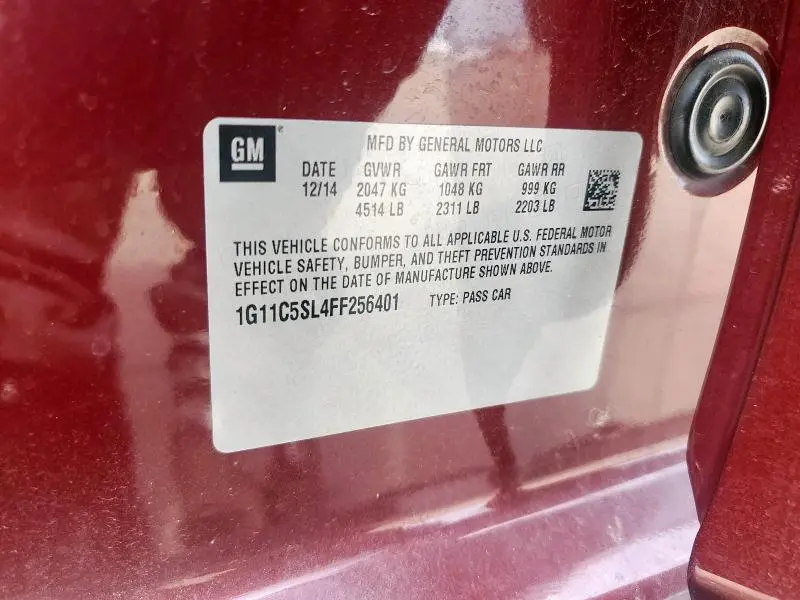 GM
MFD BY GENERAL MOTORS LLC
DATE GVWR GAWR FRT GAWR RR
12/14 2047 KG 1048 KG 999 KG
4514 LB 2311 LB 2203 LB
THIS VEHICLE CONFORMS TO ALL APPLICABLE U.S. FEDERAL MOTOR
VEHICLE SAFETY, BUMPER, AND THEFT PREVENTION STANDARDS IN
EFFECT ON THE DATE OF MANUFACTURE SHOWN ABOVE.
1G11C5SL4FF256401 TYPE: PASS CAR